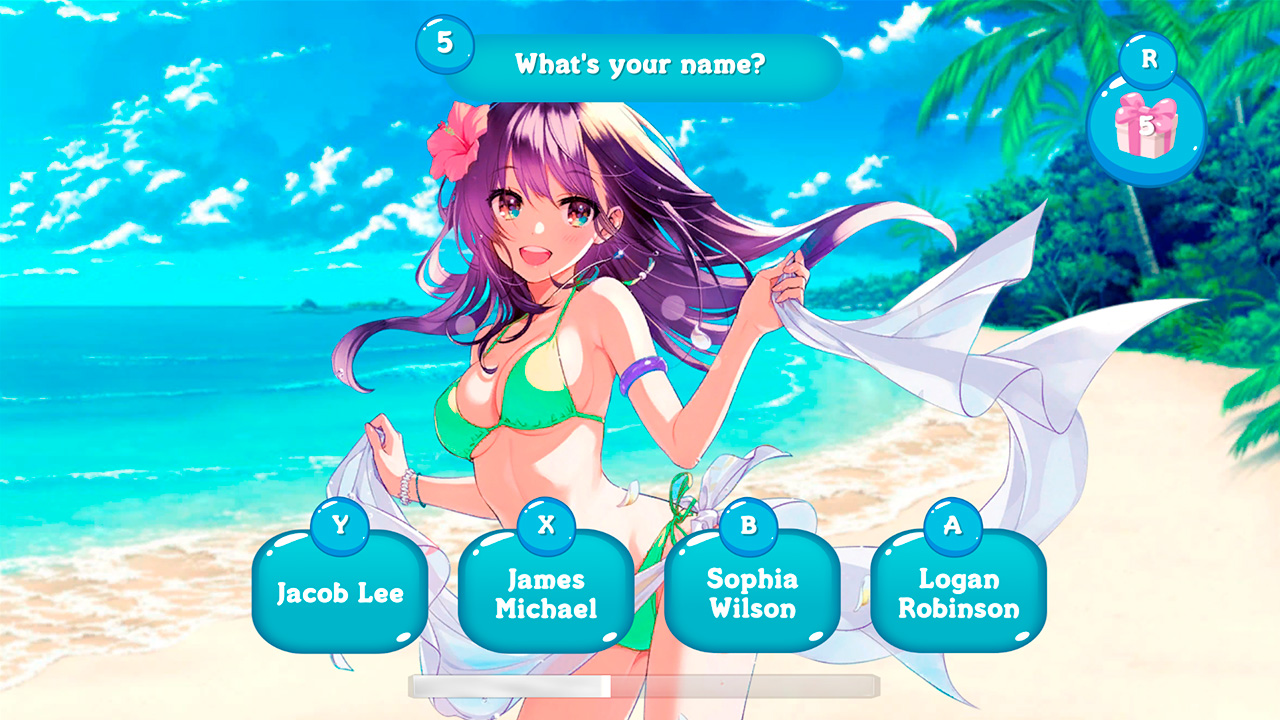 5
What's your name?
R
5
Y
X
B
A
Jacob Lee
James
Michael
Sophia
Wilson
Logan
Robinson